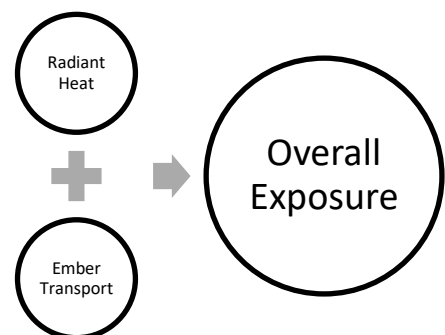 Radiant
Heat
Ember
Transport
Overall
Exposure